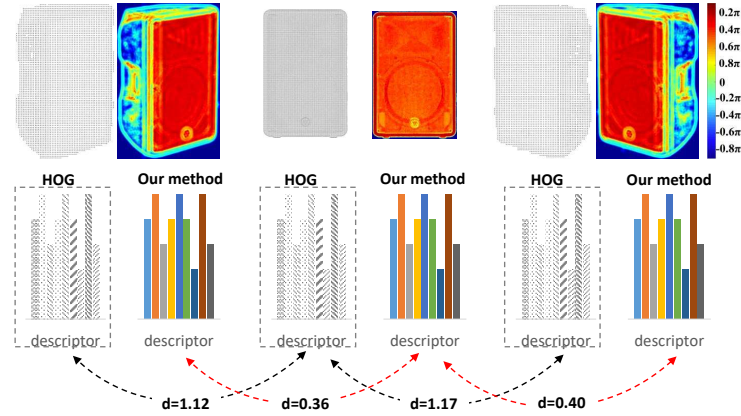 0.2π
0.6π
0.4π
0
-0.2π
-0.4π
-0.6π
-0.8π
HOG
Our method
HOG
Our method
HOG
Our method
descriptor
descriptor
descriptor
descriptor
descriptor
descriptor
d=1.12
d=0.36
d=1.17
d=0.40